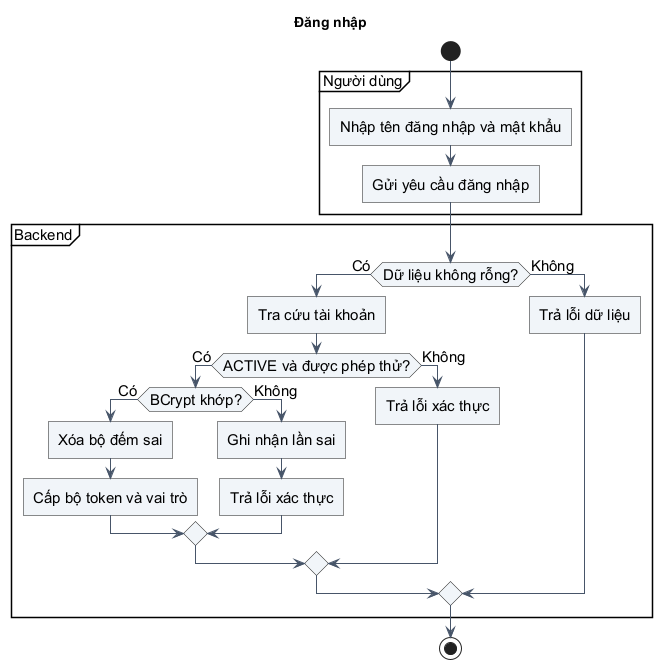 Đăng nhập
Người dùng
Nhập tên đăng nhập và mật khẩu
Gửi yêu cầu đăng nhập
Backend
Dữ liệu không rỗng?
Có
Không
Tra cứu tài khoản
Trả lỗi dữ liệu
ACTIVE và được phép thử?
Có
Không
BCrypt khớp?
Có
Không
Trả lỗi xác thực
Xóa bộ đếm sai
Ghi nhận lần sai
Cấp bộ token và vai trò
Trả lỗi xác thực